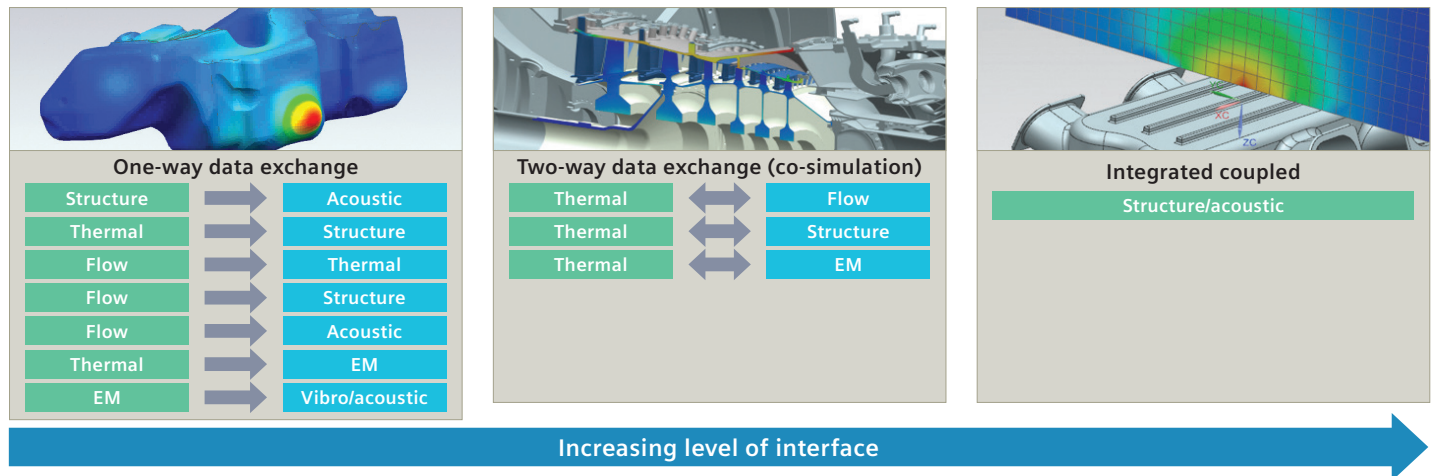 One-way data exchange
Structure Acoustic
Thermal Structure
Flow Thermal
Flow Structure
Flow Acoustic
Thermal EM
EM Vibro/acoustic
Two-way data exchange (co-simulation)
Thermal Flow
Thermal Structure
Thermal EM
XC
ZC
Integrated coupled
Structure/acoustic
Increasing level of interface